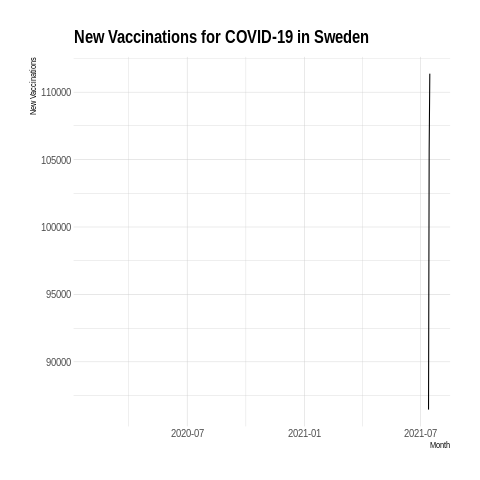 New Vaccinations for COVID-19 in Sweden
New Vaccinations
110000
105000
100000
95000
90000
2020-07 2021-01 2021-07
Month